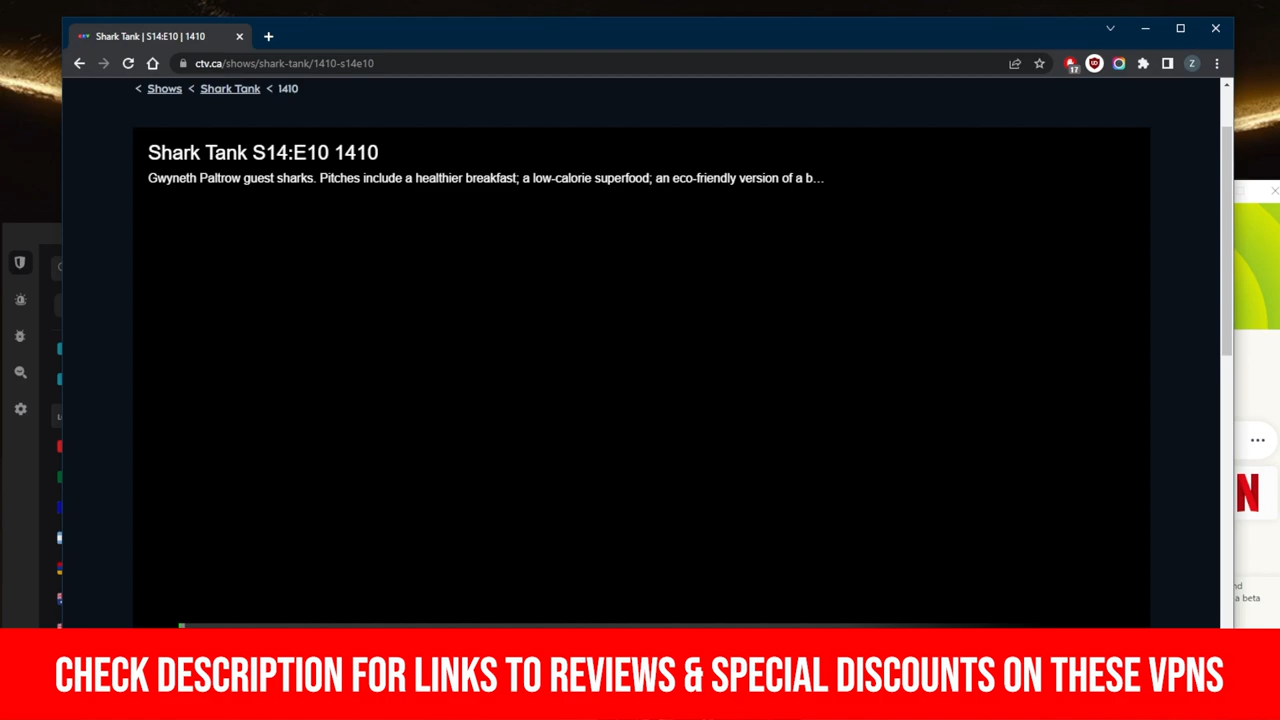 Shark Tank | S14:E10 | 1410
ctv.ca/shows/shark-tank/1410-s14e10
17
Z
< Shows < Shark Tank < 1410
Shark Tank S14:E10 1410
Gwyneth Paltrow guest sharks. Pitches include a healthier breakfast; a low-calorie superfood; an eco-friendly version of a b...
N
a beta
CHECK DESCRIPTION FOR LINKS TO REVIEWS & SPECIAL DISCOUNTS ON THESE VPNS